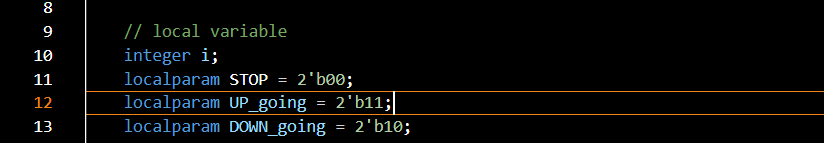 8
9 // local variable
10 integer i;
11 localparam STOP = 2'b00;
12 localparam UP_going = 2'b11;
13 localparam DOWN_going = 2'b10;